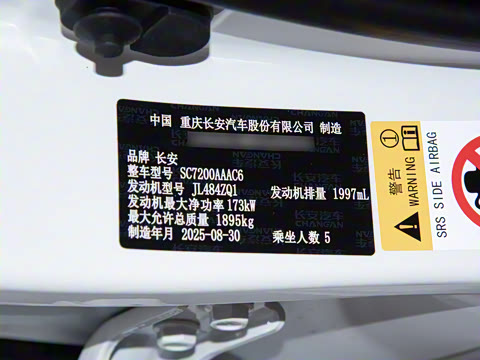 中国 重庆长安汽车股份有限公司 制造
品牌 长安
整车型号 SC7200AAAC6
发动机型号 JL484ZQ1 发动机排量 1997mL
发动机最大净功率 173kW
最大允许总质量 1895kg
制造年月 2025-08-30 乘坐人数 5
警告
WARNING
SRS SIDE AIRBAG